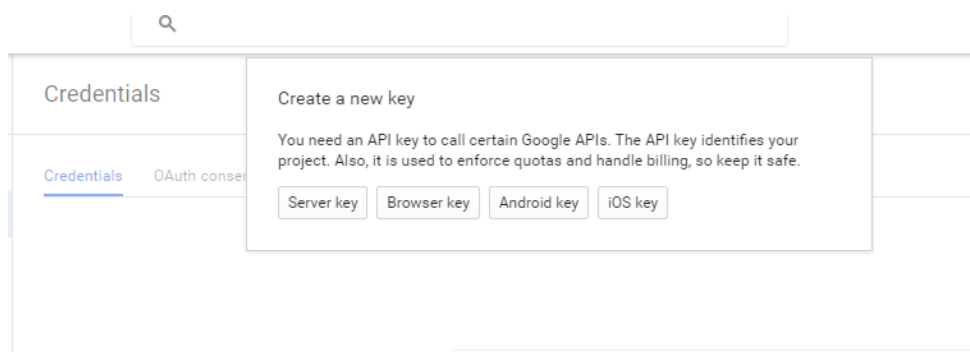 Credentials
Create a new key
You need an API key to call certain Google APIs. The API key identifies your
project. Also, it is used to enforce quotas and handle billing, so keep it safe.
Credentials OAuth conser
Server key Browser key Android key iOS key